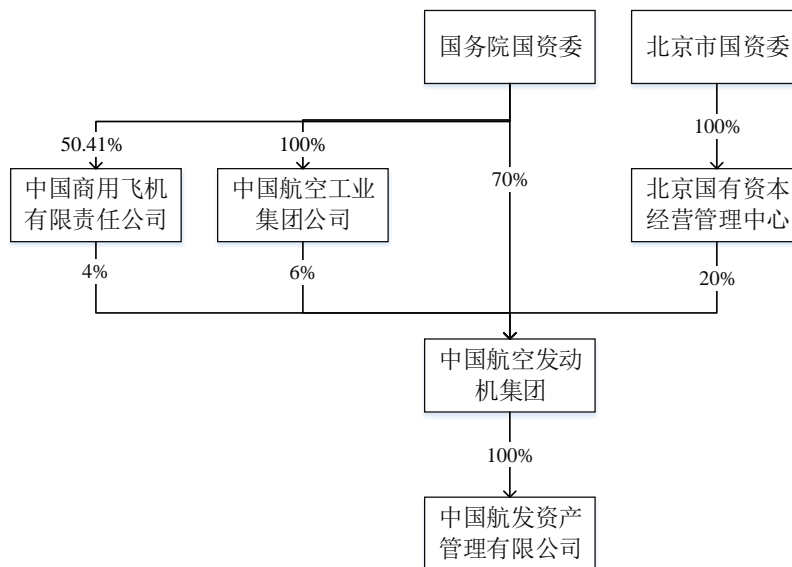 国务院国资委
北京市国资委
50.41%
100%
70%
100%
中国商用飞机
有限责任公司
中国航空工业
集团公司
北京国有资本
经营管理中心
4%
6%
20%
中国航空发动
机集团
100%
中国航发资产
管理有限公司